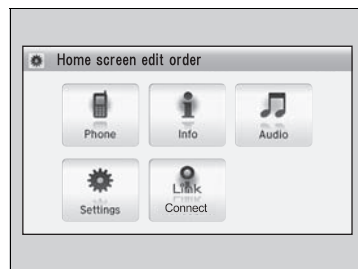 Home screen edit order
Phone
Info
Audio
Link
Settings
Connect